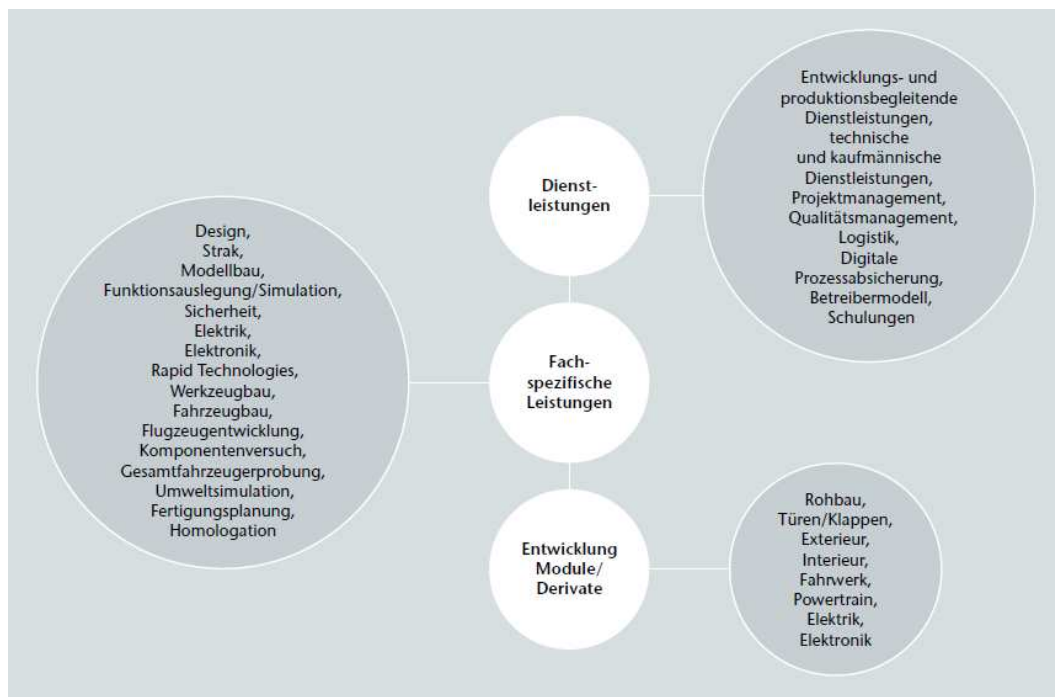 Entwicklungs- und
produktionsbegleitende
Dienstleistungen,
technische
und kaufmännische
Dienstleistungen,
Projektmanagement,
Qualitätsmanagement,
Logistik,
Digitale
Prozessabsicherung,
Betreibermodell,
Schulungen
Dienst-
leistungen
Design,
Strak,
Modellbau,
Funktionsauslegung/Simulation,
Sicherheit,
Elektrik,
Elektronik,
Rapid Technologies,
Werkzeugbau,
Fahrzeugbau,
Flugzeugentwicklung,
Komponentenversuch,
Gesamtfahrzeugerprobung,
Umweltsimulation,
Fertigungsplanung,
Homologation
Fach-
spezifische
Leistungen
Entwicklung
Module/
Derivate
Rohbau,
Türen/Klappen,
Exterieur,
Interieur,
Fahrwerk,
Powertrain,
Elektrik,
Elektronik